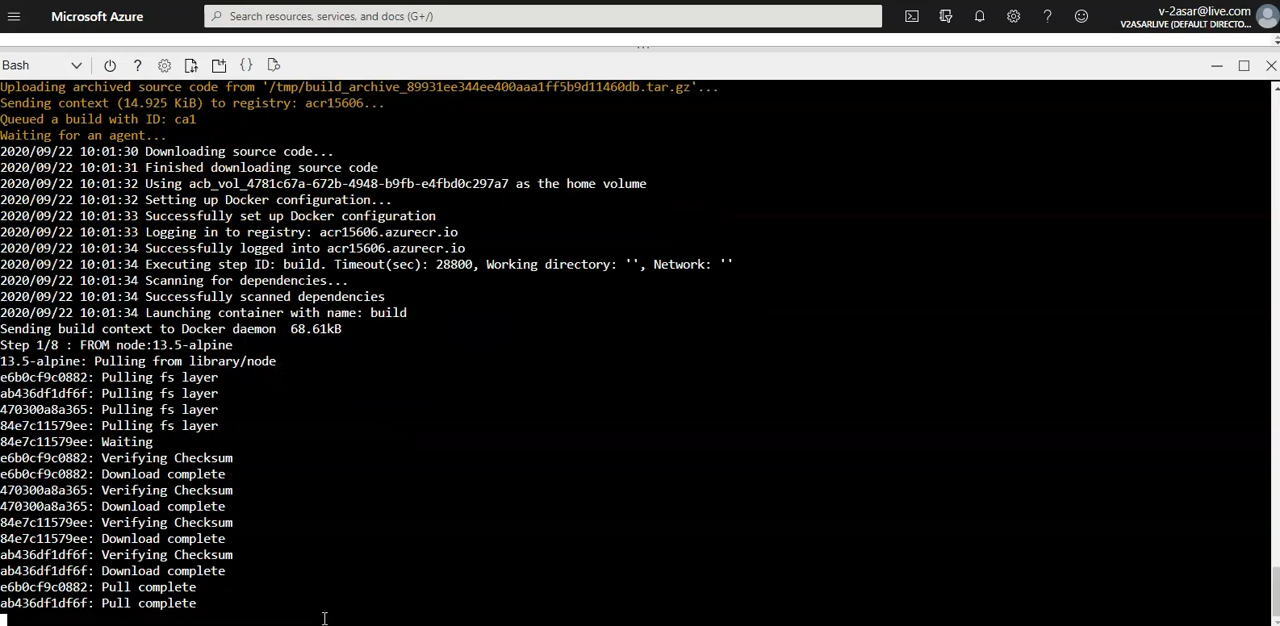 Microsoft Azure
Search resources, services, and docs (G+/)
v-2asar@live.com
V2ASARLIVE (DEFAULT DIRECTO...
Bash
Uploading archived source code from '/tmp/build_archive_89931ee344ee400aaa1ff5b9d11460db.tar.gz'...
Sending context (14.925 KiB) to registry: acr15606...
Queued a build with ID: ca1
Waiting for an agent...
2020/09/22 10:01:30 Downloading source code...
2020/09/22 10:01:31 Finished downloading source code
2020/09/22 10:01:32 Using acb_vol_4781c67a-672b-4948-b9fb-e4fbd0c297a7 as the home volume
2020/09/22 10:01:32 Setting up Docker configuration...
2020/09/22 10:01:33 Successfully set up Docker configuration
2020/09/22 10:01:33 Logging in to registry: acr15606.azurecr.io
2020/09/22 10:01:34 Successfully logged into acr15606.azurecr.io
2020/09/22 10:01:34 Executing step ID: build. Timeout(sec): 28800, Working directory: '', Network: ''
2020/09/22 10:01:34 Scanning for dependencies...
2020/09/22 10:01:34 Successfully scanned dependencies
2020/09/22 10:01:34 Launching container with name: build
Sending build context to Docker daemon  68.61kB
Step 1/8 : FROM node:13.5-alpine
13.5-alpine: Pulling from library/node
e6b0cf9c0882: Pulling fs layer
ab436df1df6f: Pulling fs layer
470300a8a365: Pulling fs layer
84e7c11579ee: Pulling fs layer
84e7c11579ee: Waiting
e6b0cf9c0882: Verifying Checksum
e6b0cf9c0882: Download complete
470300a8a365: Verifying Checksum
470300a8a365: Download complete
84e7c11579ee: Verifying Checksum
84e7c11579ee: Download complete
ab436df1df6f: Verifying Checksum
ab436df1df6f: Download complete
e6b0cf9c0882: Pull complete
ab436df1df6f: Pull complete